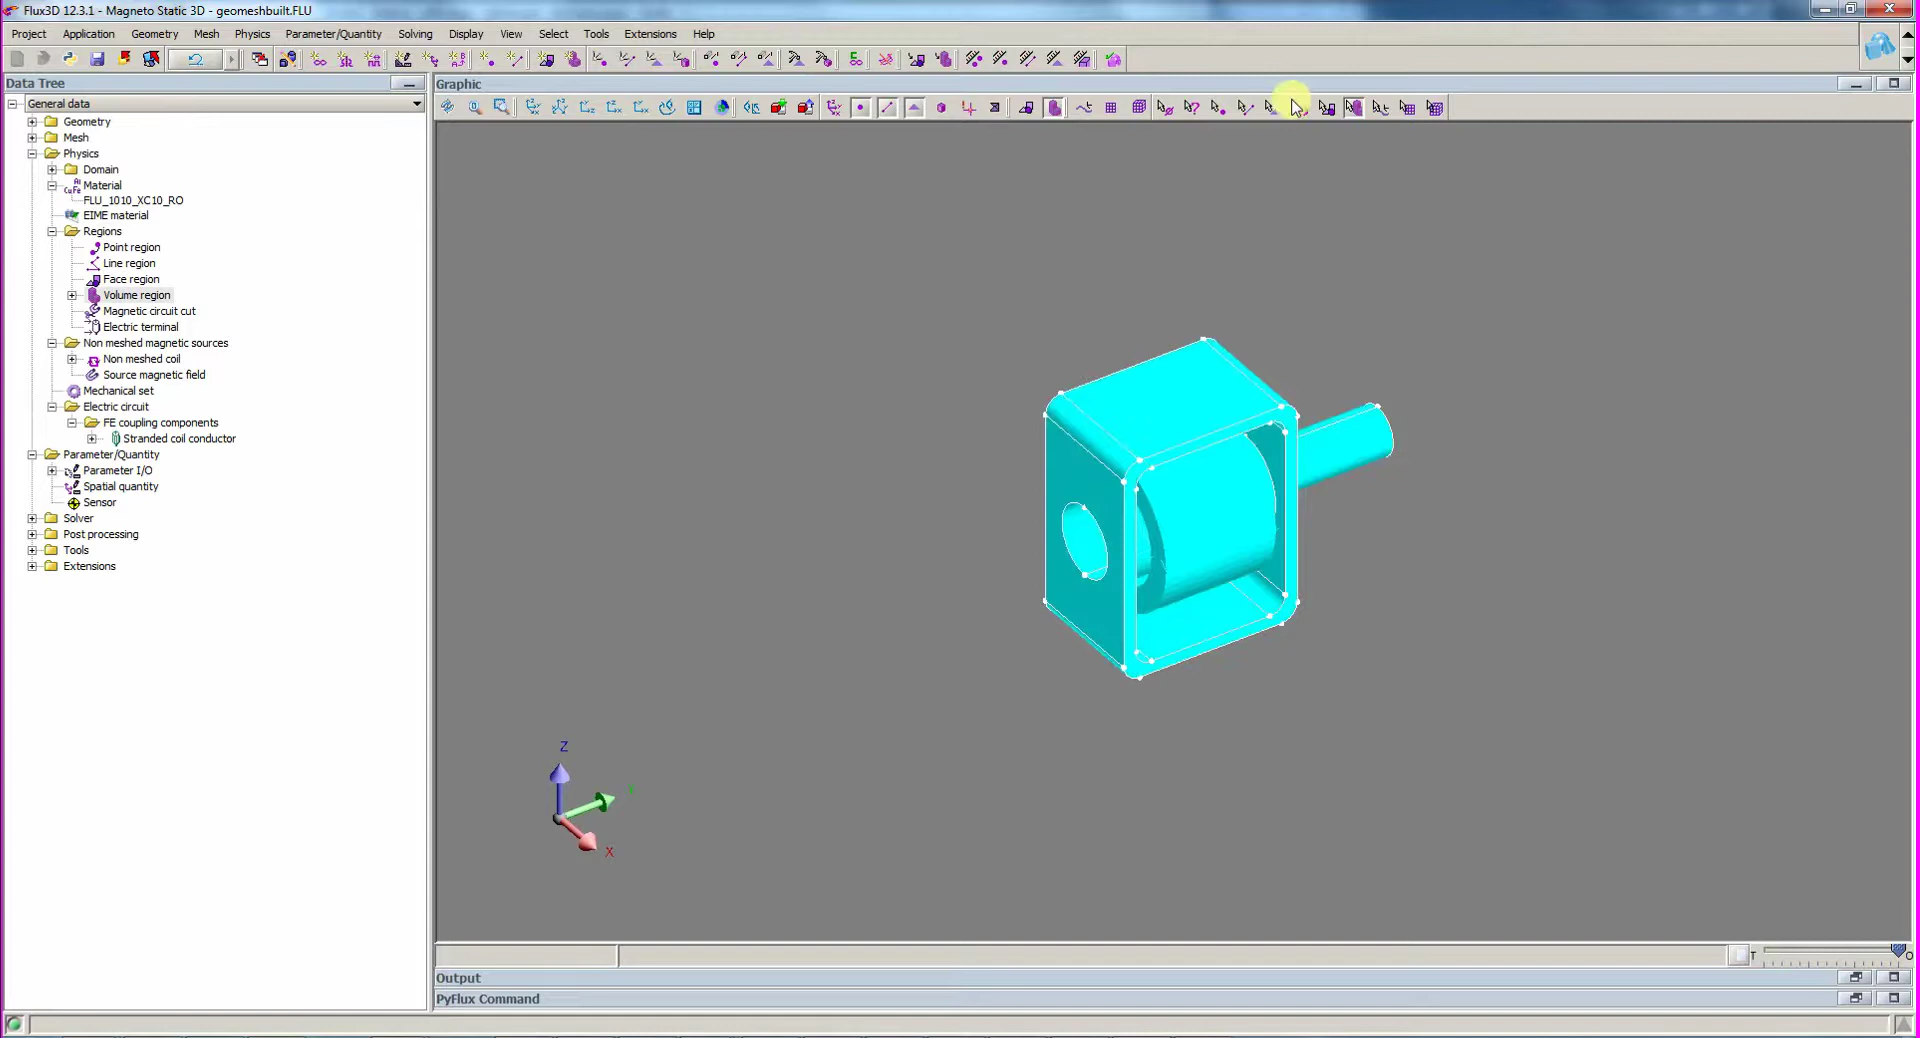 Flux3D 12.3.1 - Magneto Static 3D - geomeshbuilt.FLU
Project Application Geometry Mesh Physics Parameter/Quantity Solving Display View Select Tools Extensions Help
Data Tree
Graphic
General data
Geometry
Mesh
Physics
Domain
Material
FLU_1010_XC10_RO
EIME material
Regions
Point region
Line region
Face region
Volume region
Magnetic circuit cut
Electric terminal
Non meshed magnetic sources
Non meshed coil
Source magnetic field
Mechanical set
Electric circuit
FE coupling components
Stranded coil conductor
Parameter/Quantity
Parameter I/O
Spatial quantity
Sensor
Solver
Post processing
Tools
Extensions
Z
X
T
O
Output
PyFlux Command